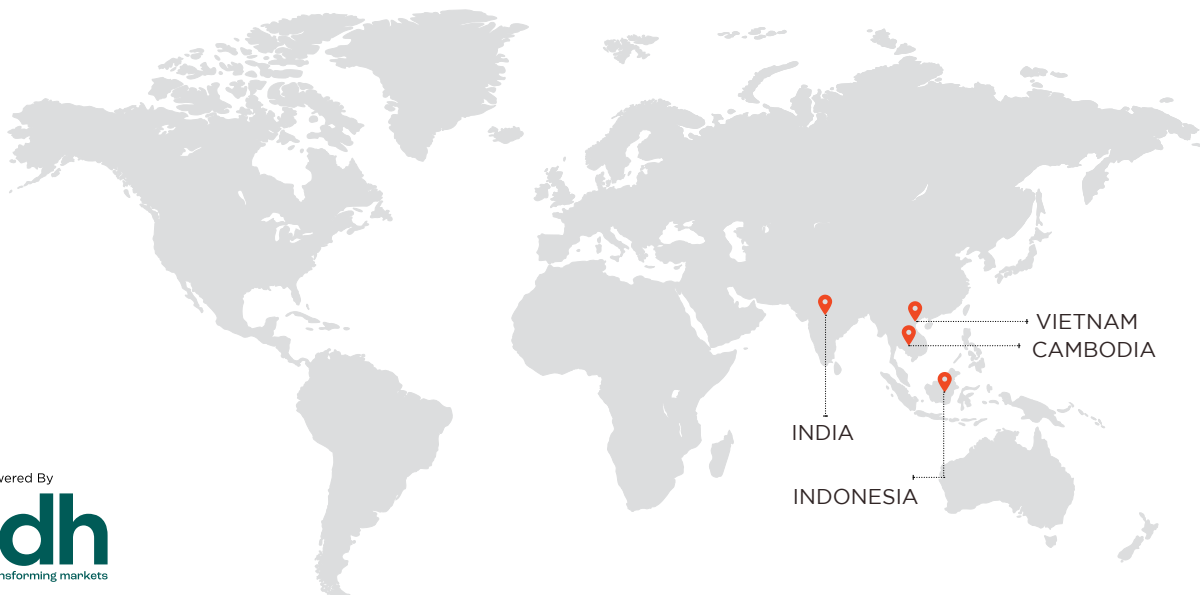 VIETNAM
CAMBODIA
INDIA
INDONESIA
wered By
dh
nsforming markets